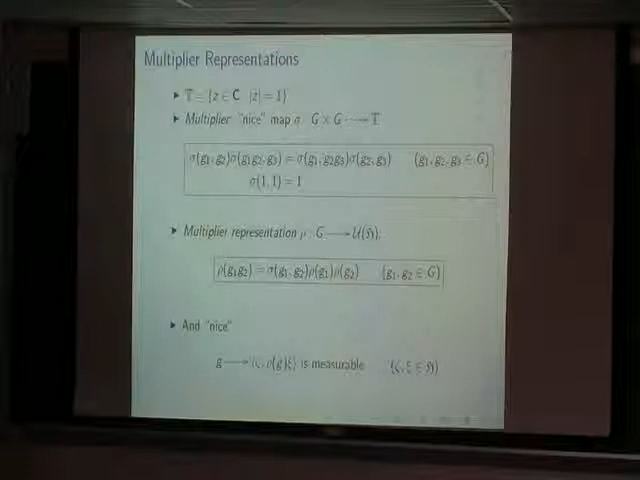 Multiplier Representations
▶ 𝕋 = {z ∈ C |z| = 1}
▶ Multiplier "nice" map σ: G × G ⟶ 𝕋
σ(g₁, g₂)σ(g₁g₂, g₃) = σ(g₁, g₂g₃)σ(g₂, g₃) (g₁, g₂, g₃ ∈ G)
σ(1, 1) = 1
▶ Multiplier representation ρ : G ⟶ 𝒰(ℌ);
ρ(g₁g₂) = σ(g₁, g₂)ρ(g₁)ρ(g₂) (g₁, g₂ ∈ G)
▶ And "nice"
g ⟶ ⟨ζ, ρ(g)ξ⟩ is measurable (ζ, ξ ∈ ℌ)